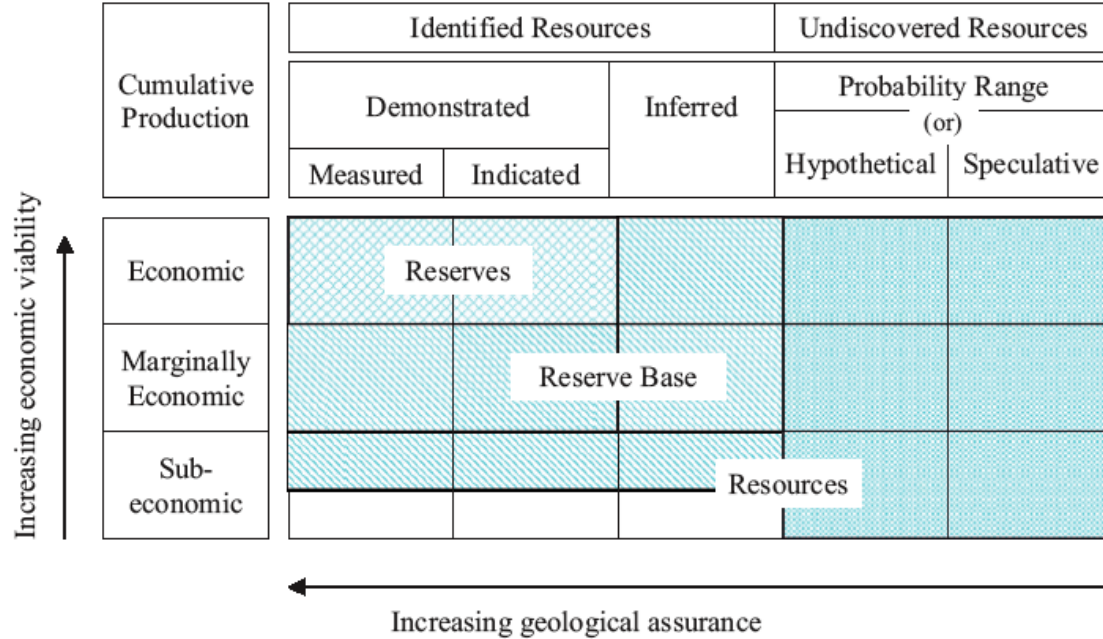 Cumulative
Production
Identified Resources
Undiscovered Resources
Demonstrated
Inferred
Probability Range
(or)
Measured
Indicated
Hypothetical
Speculative
Increasing economic viability
Economic
Reserves
Marginally
Economic
Reserve Base
Sub-
economic
Resources
Increasing geological assurance